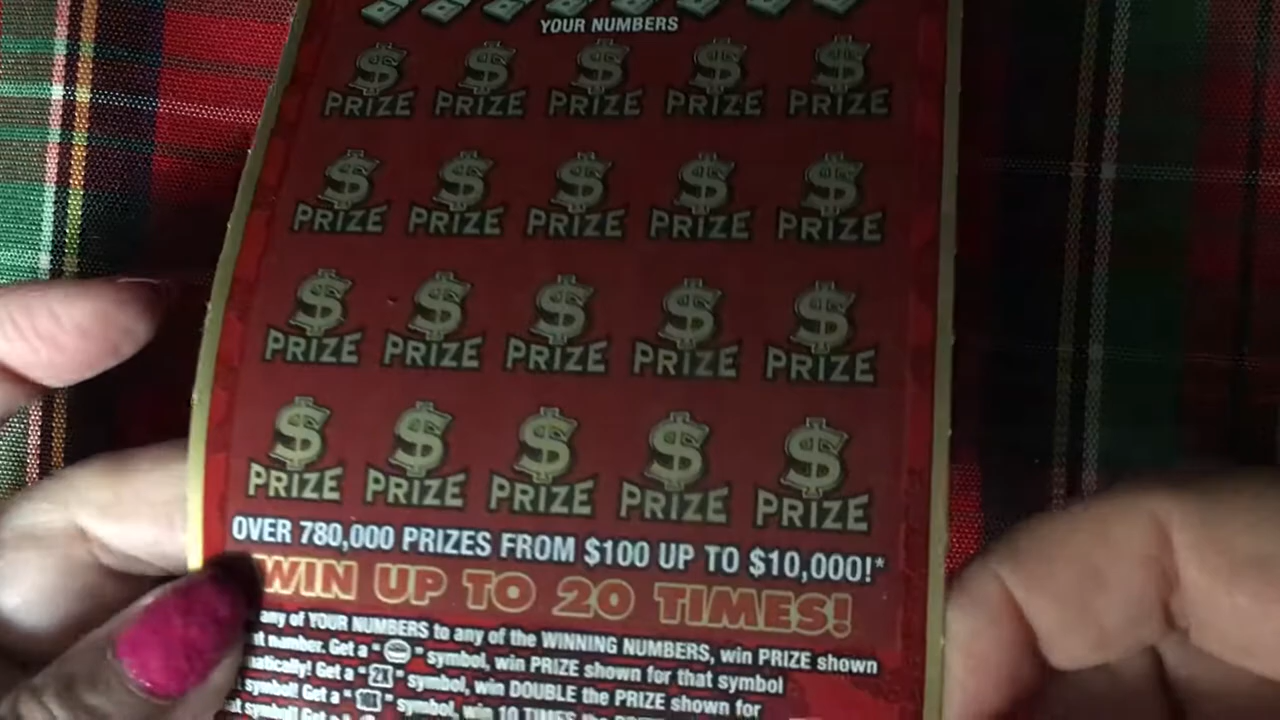 YOUR NUMBERS
$ $ $ $ $
PRIZE PRIZE PRIZE PRIZE PRIZE
$ $ $ $ $
PRIZE PRIZE PRIZE PRIZE PRIZE
$ $ $ $ $
PRIZE PRIZE PRIZE PRIZE PRIZE
$ $ $ $ $
PRIZE PRIZE PRIZE PRIZE PRIZE
OVER 780,000 PRIZES FROM $100 UP TO $10,000!*
WIN UP TO 20 TIMES!
any of YOUR NUMBERS to any of the WINNING NUMBERS, win PRIZE shown
number. Get a " " symbol, win PRIZE shown for that symbol
Get a "2X" symbol, win DOUBLE the PRIZE shown for
symbol! Get a " " symbol, win 10 TIMES the
symbol! Get a